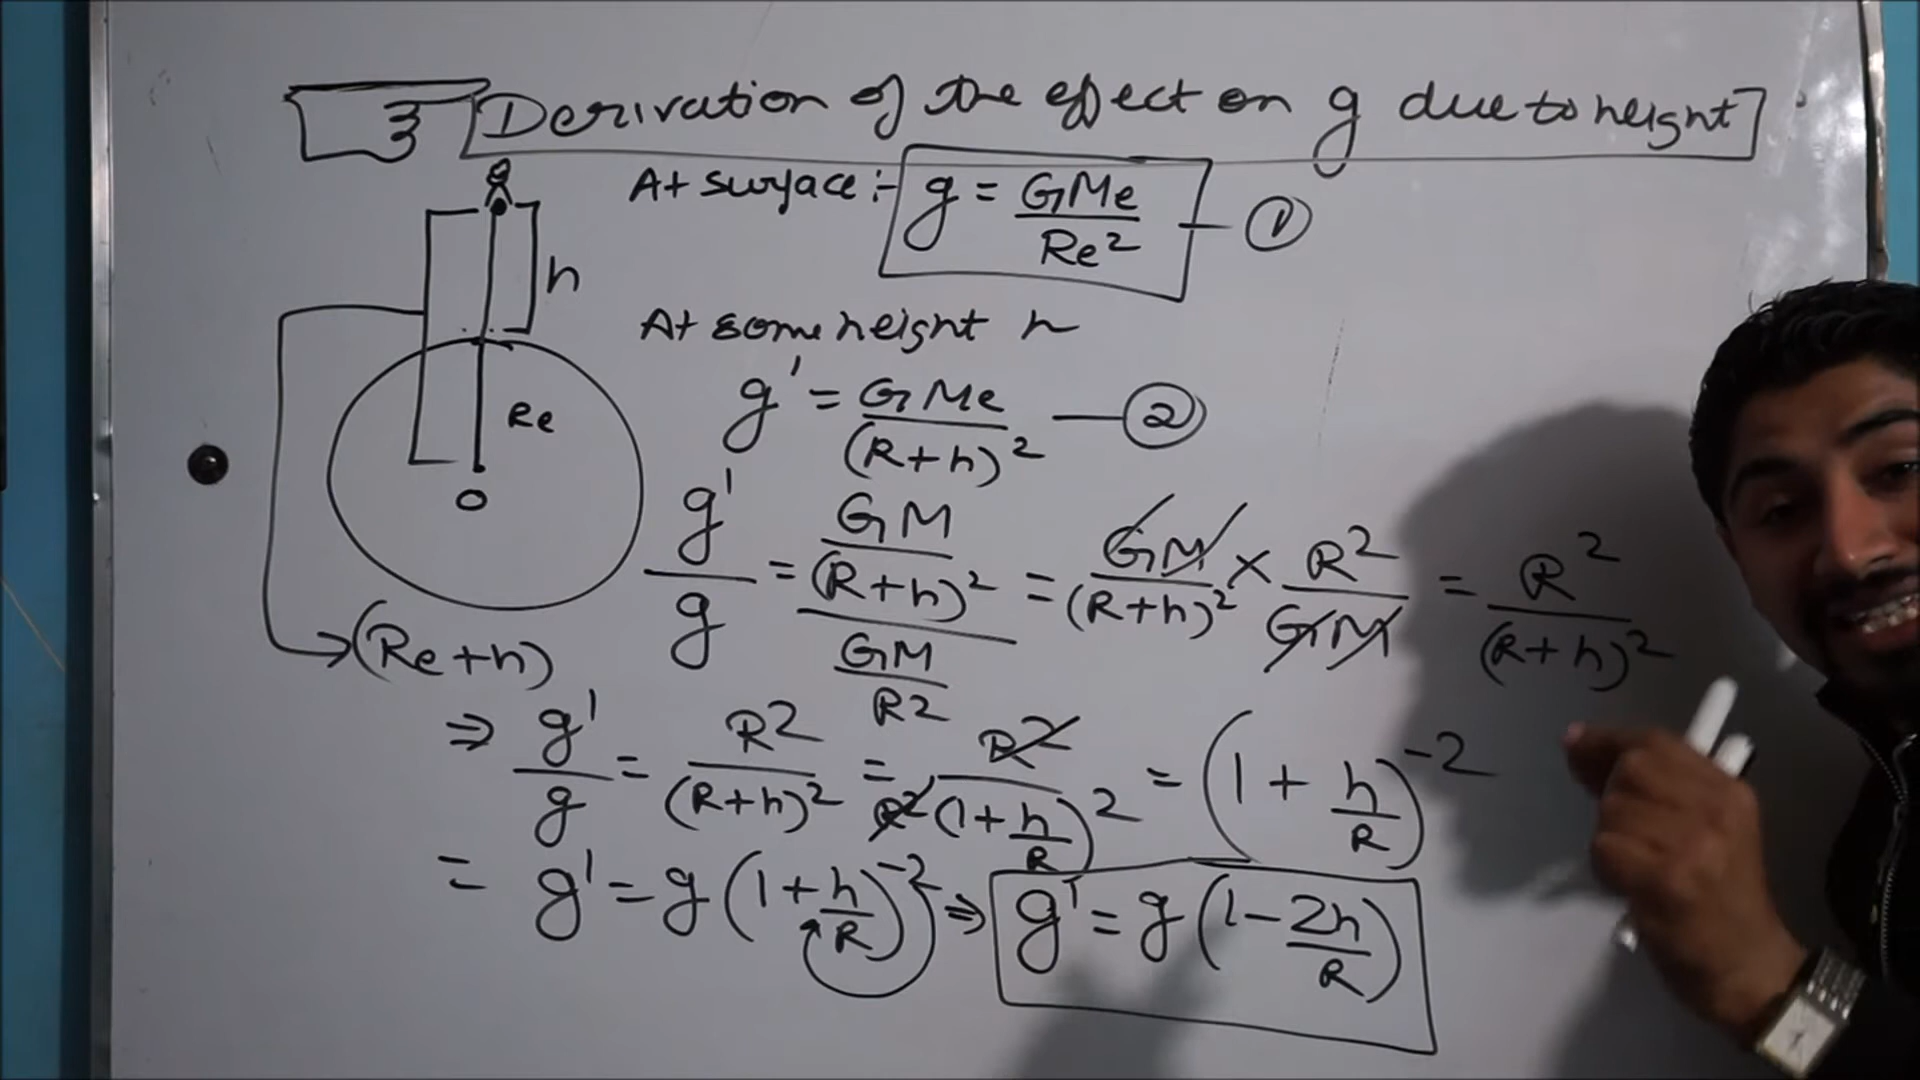 3 Derivation of the effect on g due to height
At surface :- g = GMe/Re² — ①
h
At some height h
Re
g' = GMe/(R+h)² — ②
O
g'/g = GM/(R+h)² / GM/R² = GM/(R+h)² × R²/GM = R²/(R+h)²
(Re+h)
⇒ g'/g = R²/(R+h)² = R²/R²(1+h/R)² = (1 + h/R)⁻²
= g' = g(1+h/R)⁻² ⇒ g' = g(1-2h/R)